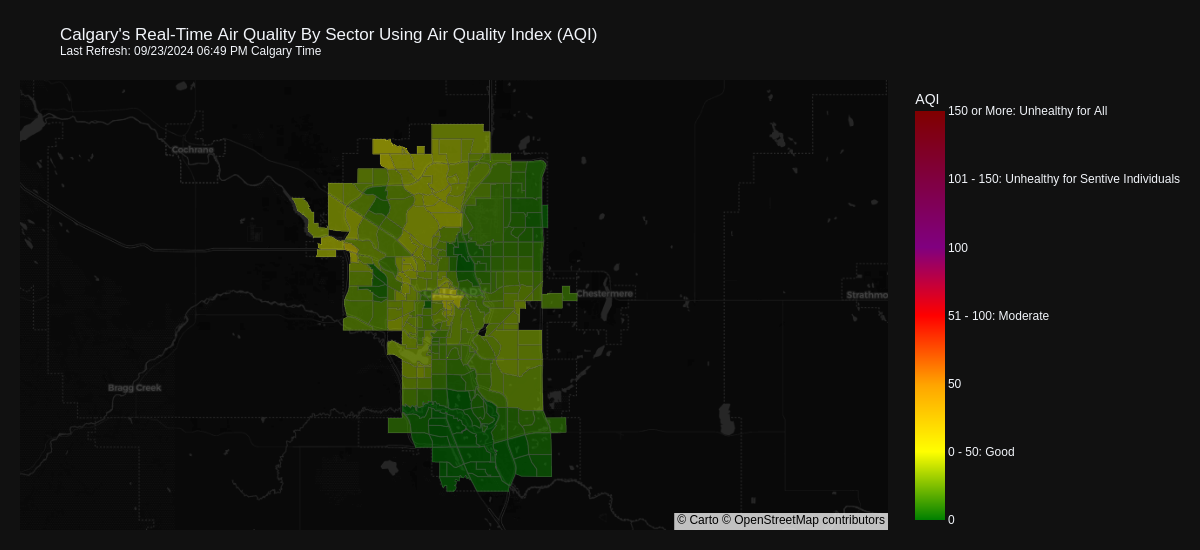 Calgary's Real-Time Air Quality By Sector Using Air Quality Index (AQI)
Last Refresh: 09/23/2024 06:49 PM Calgary Time
AQI
150 or More: Unhealthy for All
Cochrane
101 - 150: Unhealthy for Sentive Individuals
100
CALGARY
Chestermere
Strathmo
51 - 100: Moderate
Bragg Creek
50
0 - 50: Good
0
© Carto © OpenStreetMap contributors